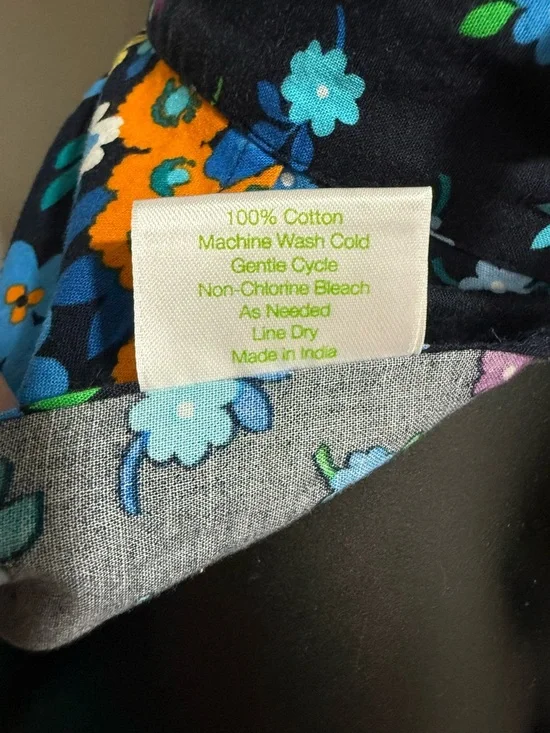 100% Cotton
Machine Wash Cold
Gentle Cycle
Non-Chlorine Bleach
As Needed
Line Dry
Made in India